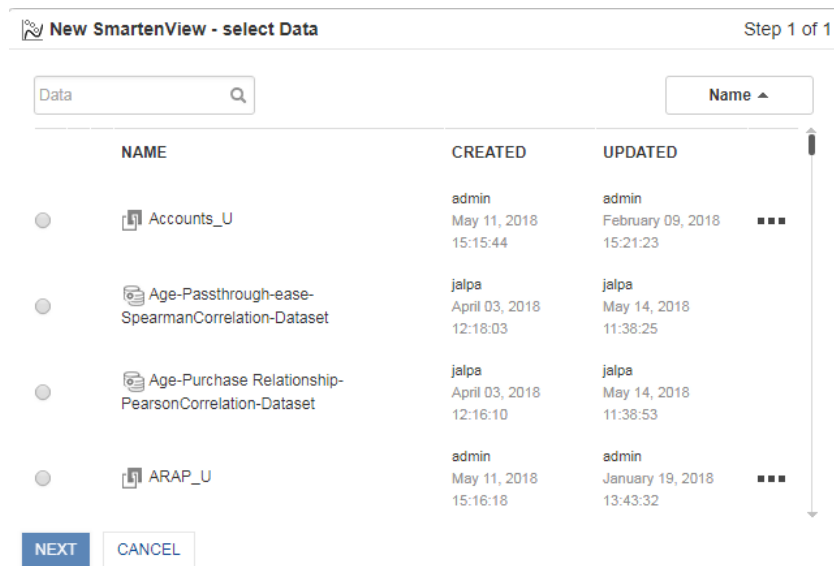 New SmartenView - select Data
Step 1 of 1
Data
Name
NAME CREATED UPDATED
Accounts_U
admin
May 11, 2018
15:15:44
admin
February 09, 2018
15:21:23
Age-Passthrough-ease-
SpearmanCorrelation-Dataset
jalpa
April 03, 2018
12:18:03
jalpa
May 14, 2018
11:38:25
Age-Purchase Relationship-
PearsonCorrelation-Dataset
jalpa
April 03, 2018
12:16:10
jalpa
May 14, 2018
11:38:53
ARAP_U
admin
May 11, 2018
15:16:18
admin
January 19, 2018
13:43:32
NEXT
CANCEL